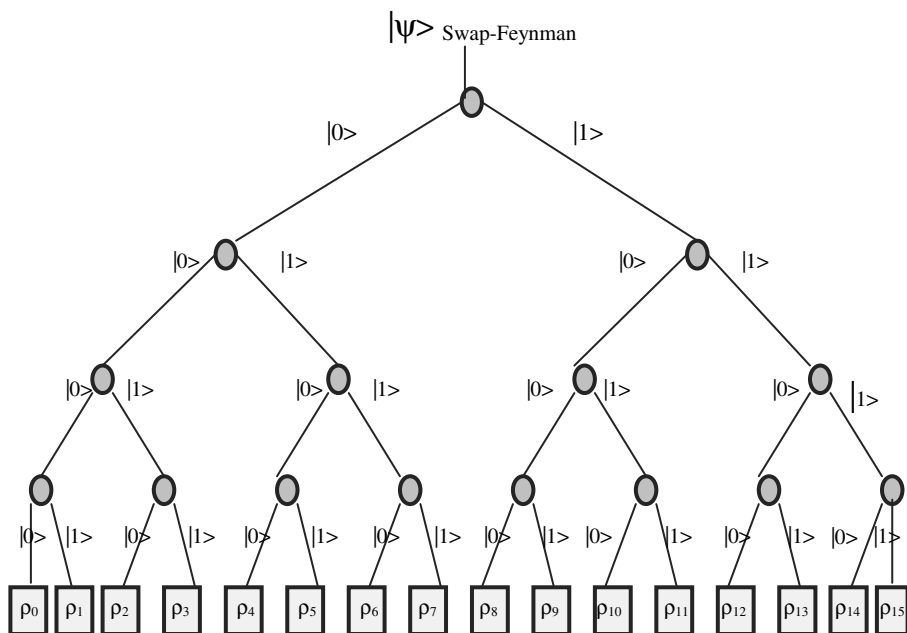 |ψ> Swap-Feynman
|0> |1>
|0> |1> |0> |1>
|0> |1> |0> |1> |0> |1> |0> |1>
|0> |1> |0> |1> |0> |1> |0> |1> |0> |1> |0> |1> |0> |1> |0> |1>
ρ₀ ρ₁ ρ₂ ρ₃ ρ₄ ρ₅ ρ₆ ρ₇ ρ₈ ρ₉ ρ₁₀ ρ₁₁ ρ₁₂ ρ₁₃ ρ₁₄ ρ₁₅